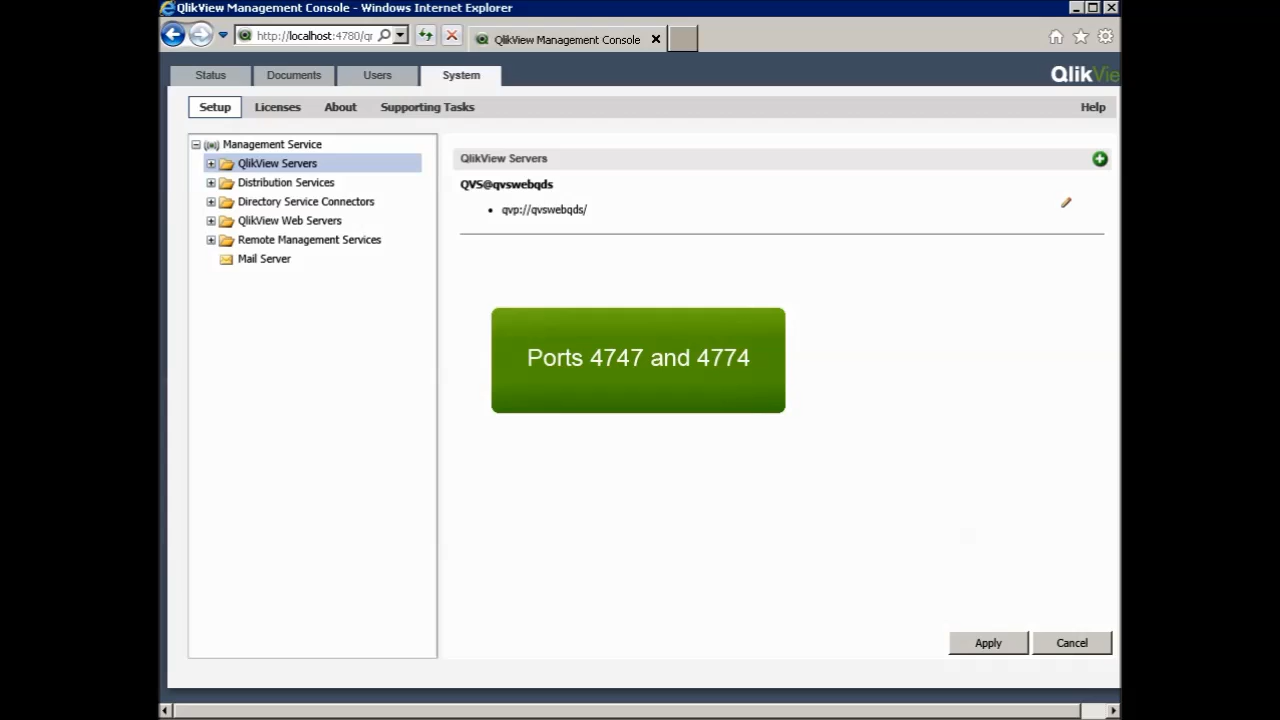 QlikView Management Console - Windows Internet Explorer
http://localhost:4780/qr
QlikView Management Console
Status
Documents
Users
System
QlikVie
Setup
Licenses
About
Supporting Tasks
Help
Management Service
QlikView Servers
Distribution Services
Directory Service Connectors
QlikView Web Servers
Remote Management Services
Mail Server
QlikView Servers
QVS@qvswebqds
• qvp://qvswebqds/
Ports 4747 and 4774
Apply
Cancel